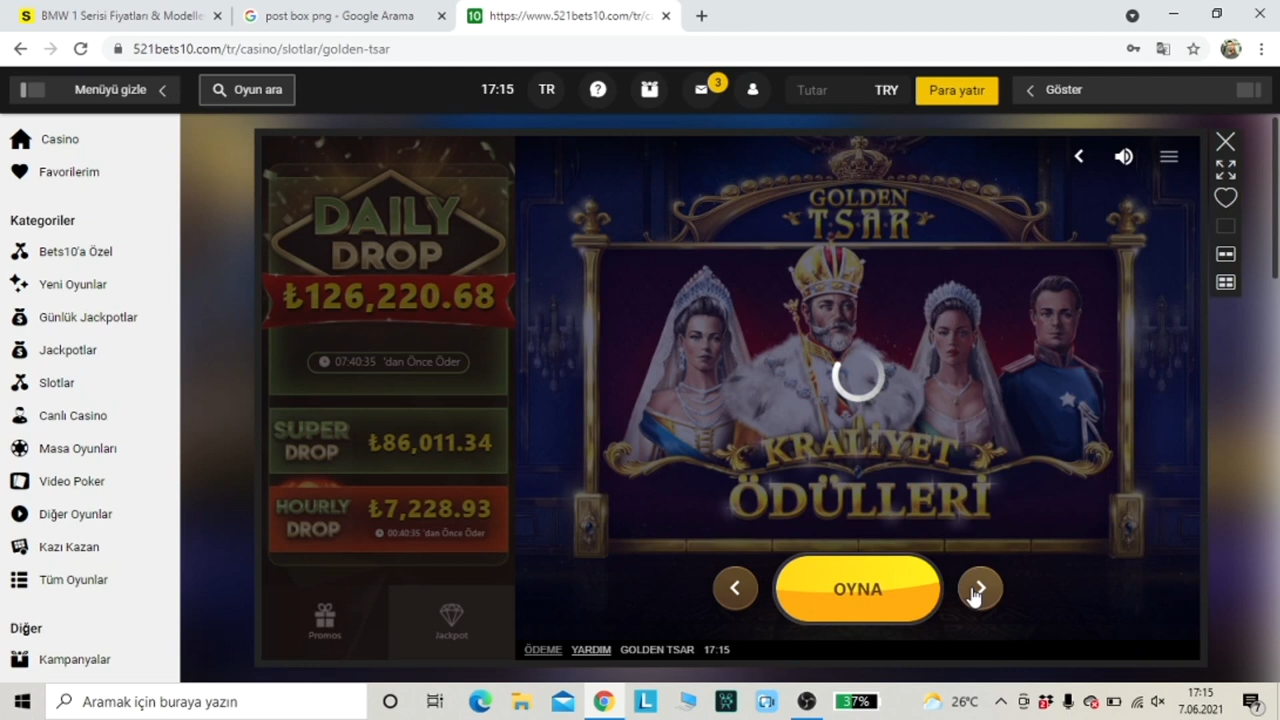 BMW 1 Serisi Fiyatları & Modelle
post box png - Google Arama
10
https://www.521bets10.com/tr/c
521bets10.com/tr/casino/slotlar/golden-tsar
Menüyü gizle
Oyun ara
17:15
TR
3
Tutar
TRY
Para yatır
Göster
Casino
Favorilerim
Kategoriler
Bets10'a Özel
Yeni Oyunlar
Günlük Jackpotlar
Jackpotlar
Slotlar
Canlı Casino
Masa Oyunları
Video Poker
Diğer Oyunlar
Kazı Kazan
Tüm Oyunlar
Diğer
Kampanyalar
DAILY
DROP
₺126,220.68
07:40:35 'dan Önce Öder
SUPER
DROP
₺86,011.34
HOURLY
DROP
₺7,228.93
00:40:35 'dan Önce Öder
Promos
Jackpot
GOLDEN
TSAR
KRALİYET
ÖDÜLLERİ
OYNA
ÖDEME YARDIM GOLDEN TSAR 17:15
Aramak için buraya yazın
L
37%
26°C
2
17:15
7.06.2021
7